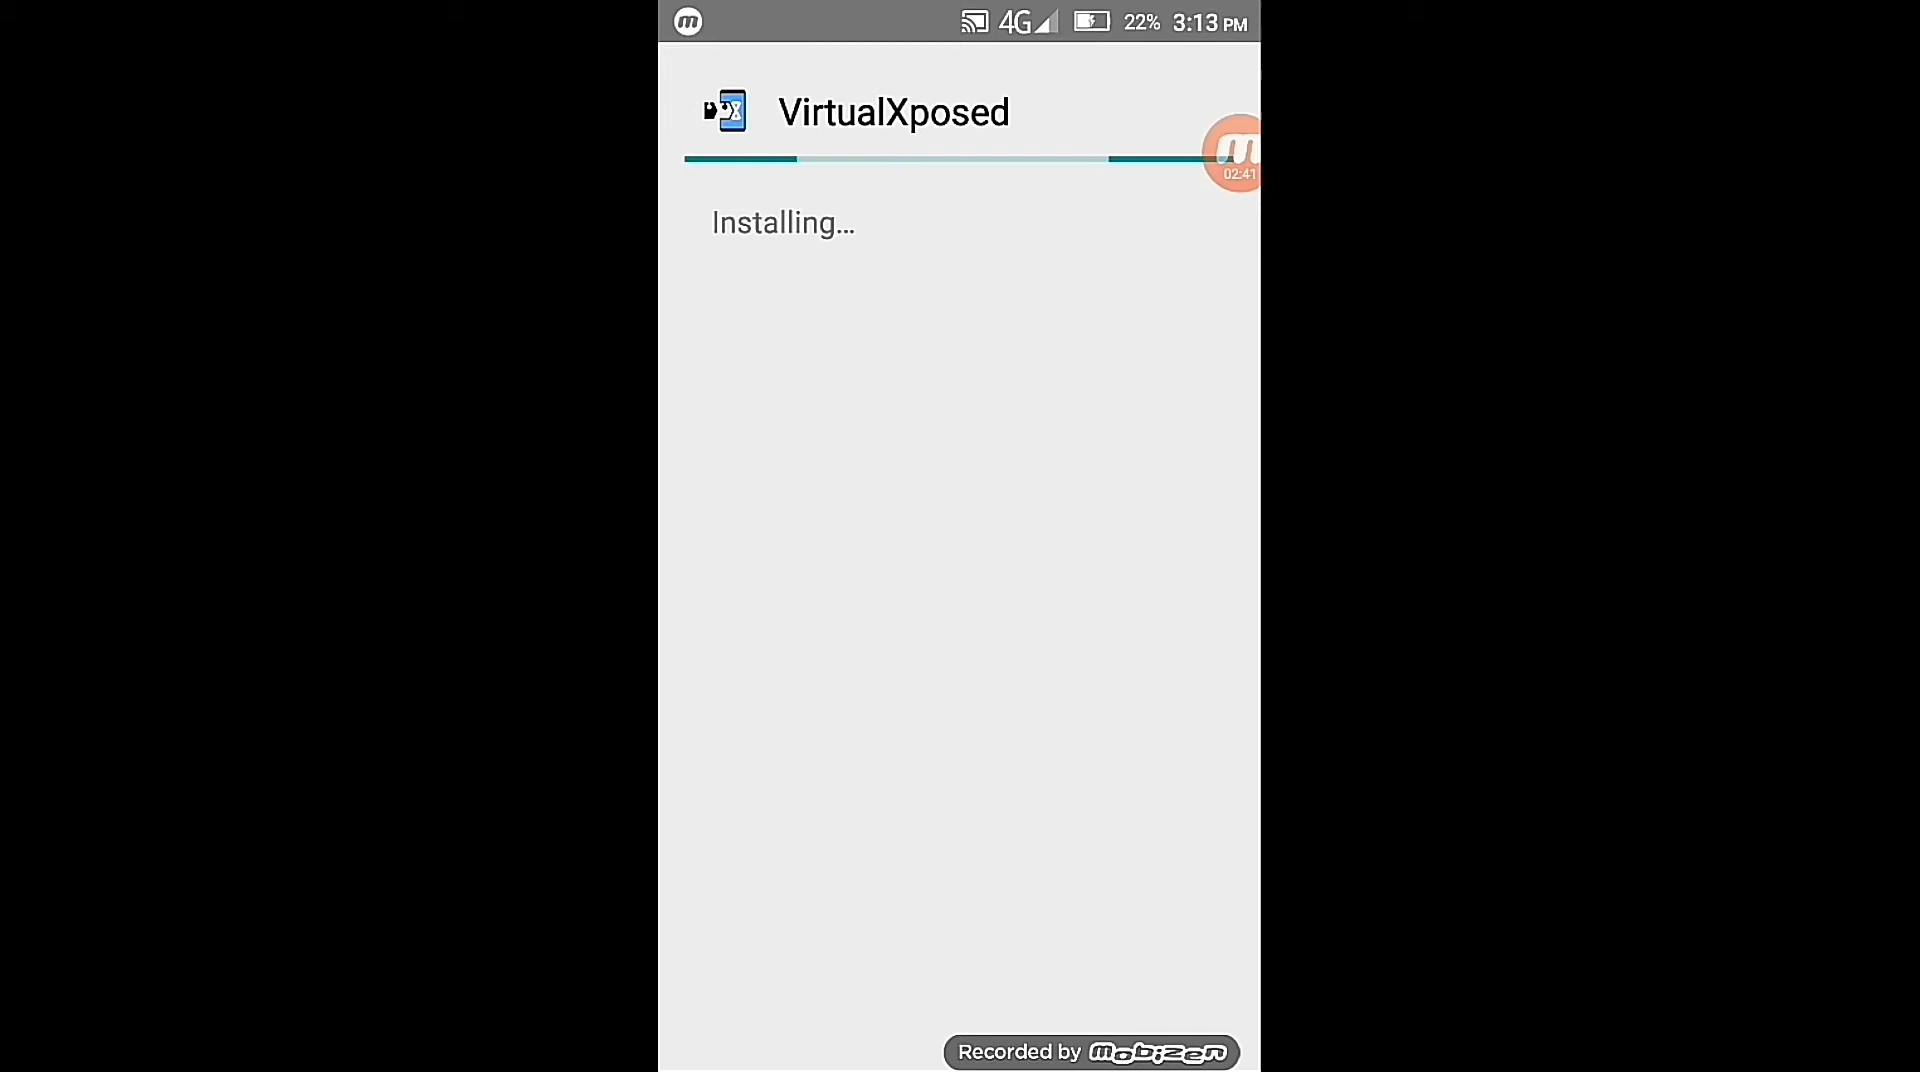 m 4G 22% 3:13 PM
VirtualXposed
02:41
Installing...
Recorded by mobizen